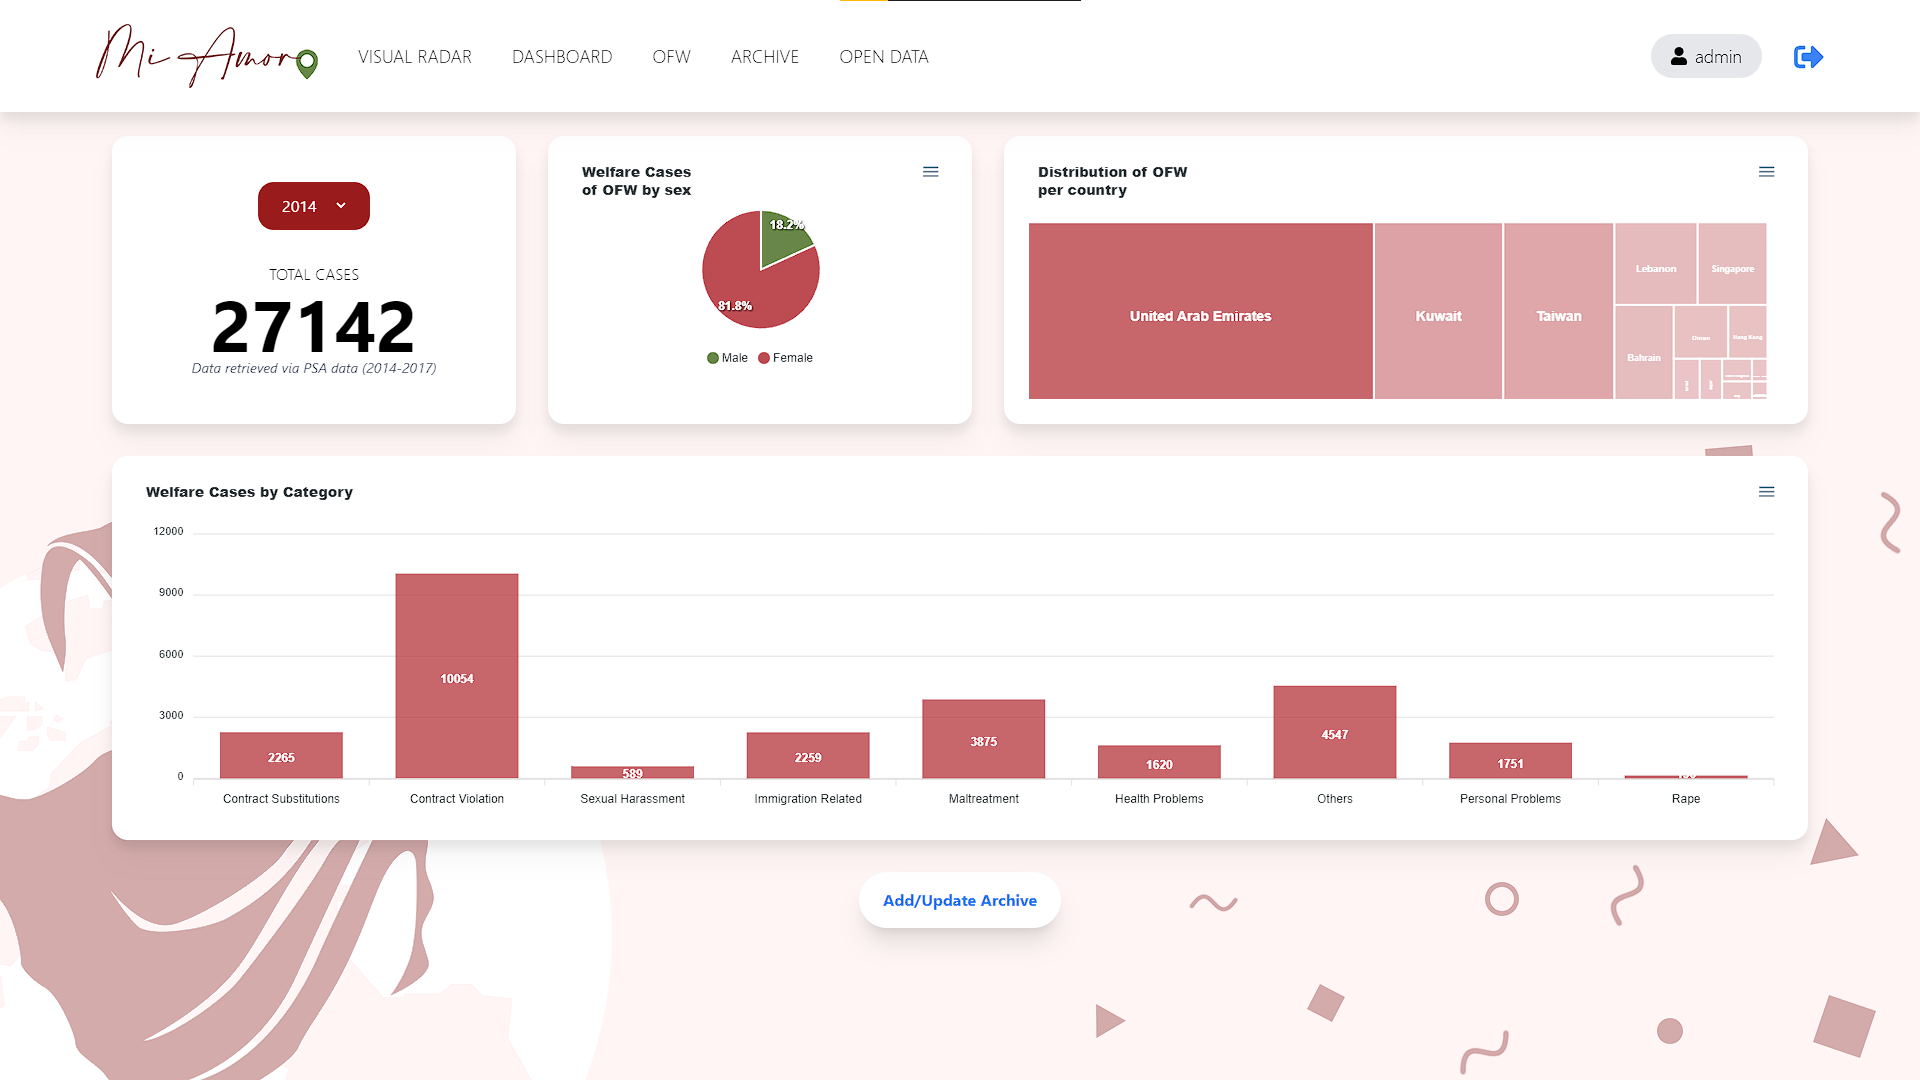 Mi Amor
VISUAL RADAR
DASHBOARD
OFW
ARCHIVE
OPEN DATA
admin
2014
TOTAL CASES
27142
Data retrieved via PSA data (2014-2017)
Welfare Cases
of OFW by sex
18.2%
81.8%
Male
Female
Distribution of OFW
per country
United Arab Emirates
Kuwait
Taiwan
Lebanon
Singapore
Bahrain
Oman
Hong Kong
Welfare Cases by Category
12000
9000
6000
3000
0
2265
10054
589
2259
3875
1620
4547
1751
Contract Substitutions
Contract Violation
Sexual Harassment
Immigration Related
Maltreatment
Health Problems
Others
Personal Problems
Rape
Add/Update Archive